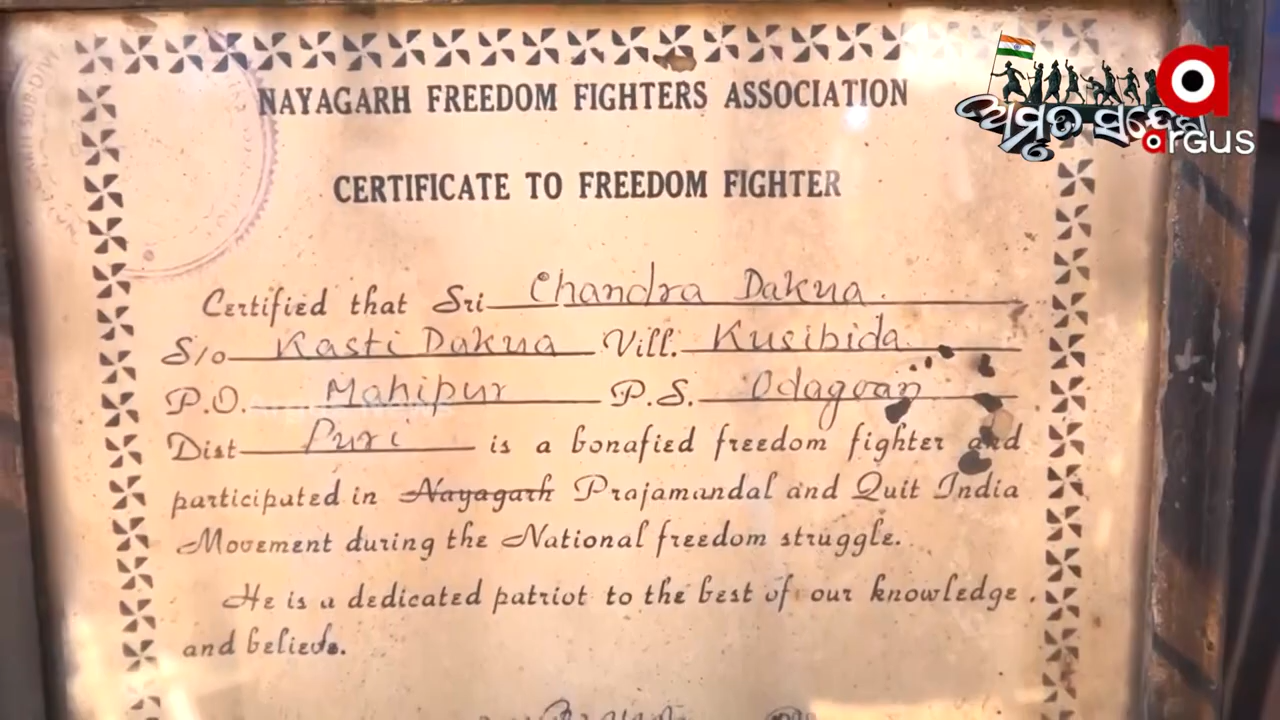 NAYAGARH FREEDOM FIGHTERS ASSOCIATION
CERTIFICATE TO FREEDOM FIGHTER
Certified that Sri Chandra Dakua.
S/o Kasti Dakua Vill. Kusibida.
P.O. Mahipur P.S. Odagoan
Dist Puri is a bonafied freedom fighter and
participated in Nayagarh Prajamandal and Quit India
Movement during the National freedom struggle.
He is a dedicated patriot to the best of our knowledge.
and believe.
ଅମୃତ ସନ୍ଦେଶ
argus